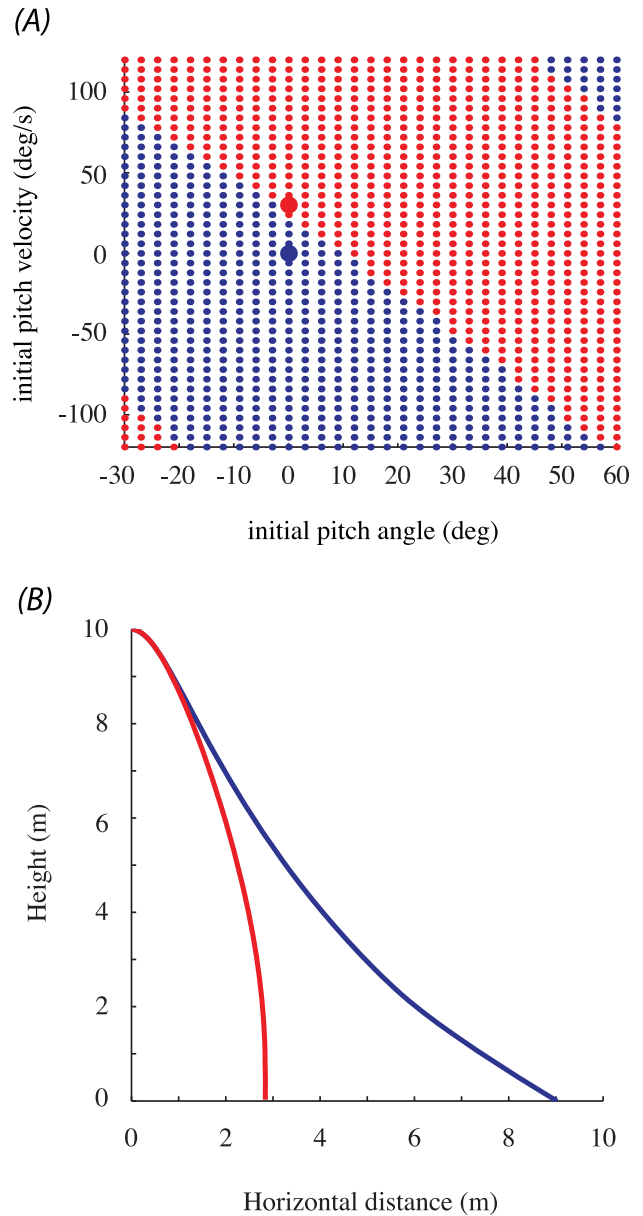 (A)
initial pitch velocity (deg/s)
100
50
0
-50
-100
-30 -20 -10 0 10 20 30 40 50 60
initial pitch angle (deg)
(B)
Height (m)
10
8
6
4
2
0
0 2 4 6 8 10
Horizontal distance (m)